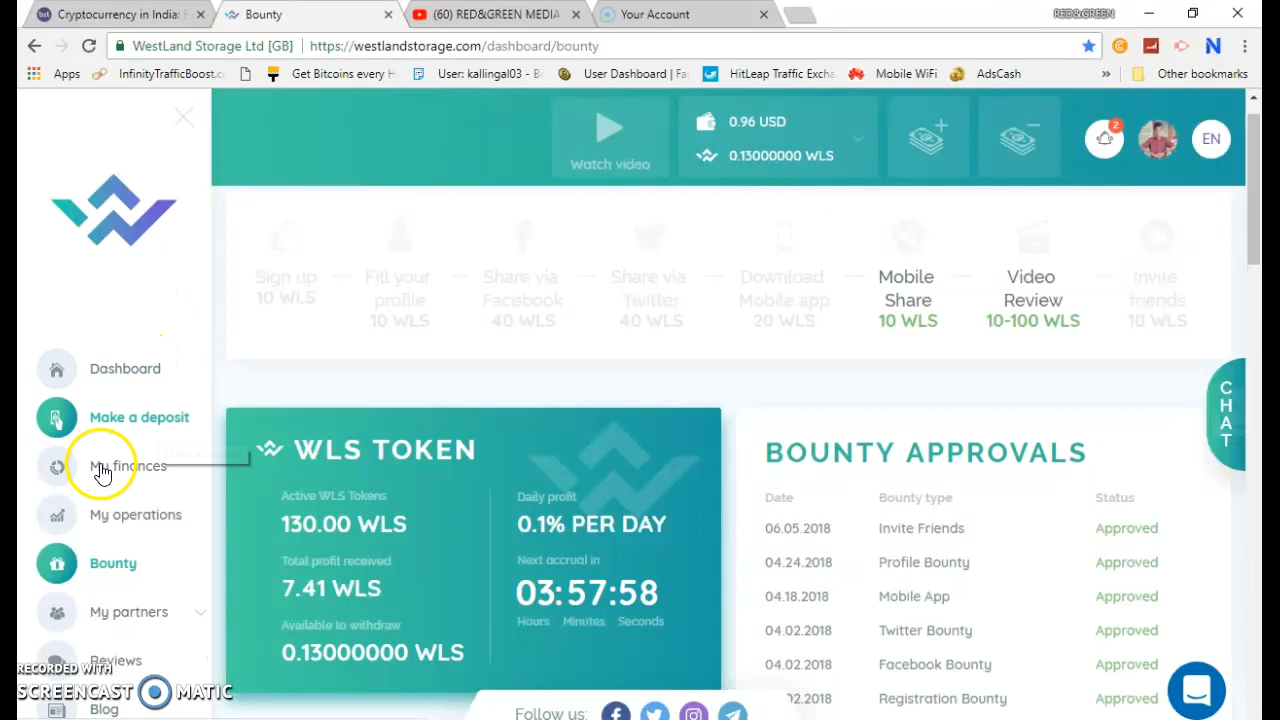 Cryptocurrency in India:
Bounty
(60) RED&GREEN MEDIA
Your Account
RED&GREEN
WestLand Storage Ltd [GB]
https://westlandstorage.com/dashboard/bounty
Apps
InfinityTrafficBoost.c
Get Bitcoins every
User: kallingal03 -
User Dashboard | Fa
HitLeap Traffic Excha
Mobile WiFi
AdsCash
»
Other bookmarks
Watch video
0.96 USD
0.13000000 WLS
2
EN
Sign up
10 WLS
Fill your
profile
10 WLS
Share via
Facebook
40 WLS
Share via
Twitter
40 WLS
Download
Mobile app
20 WLS
Mobile
Share
10 WLS
Video
Review
10-100 WLS
Invite
friends
10 WLS
Dashboard
Make a deposit
My finances
My operations
Bounty
My partners
Reviews
Blog
WLS TOKEN
Active WLS Tokens
130.00 WLS
Total profit received
7.41 WLS
Available to withdraw
0.13000000 WLS
Daily profit
0.1% PER DAY
Next accrual in
03:57:58
Hours Minutes Seconds
BOUNTY APPROVALS
Date Bounty type Status
06.05.2018 Invite Friends Approved
04.24.2018 Profile Bounty Approved
04.18.2018 Mobile App Approved
04.02.2018 Twitter Bounty Approved
04.02.2018 Facebook Bounty Approved
02.2018 Registration Bounty Approved
CHAT
Follow us:
RECORDED WITH
SCREENCAST MATIC